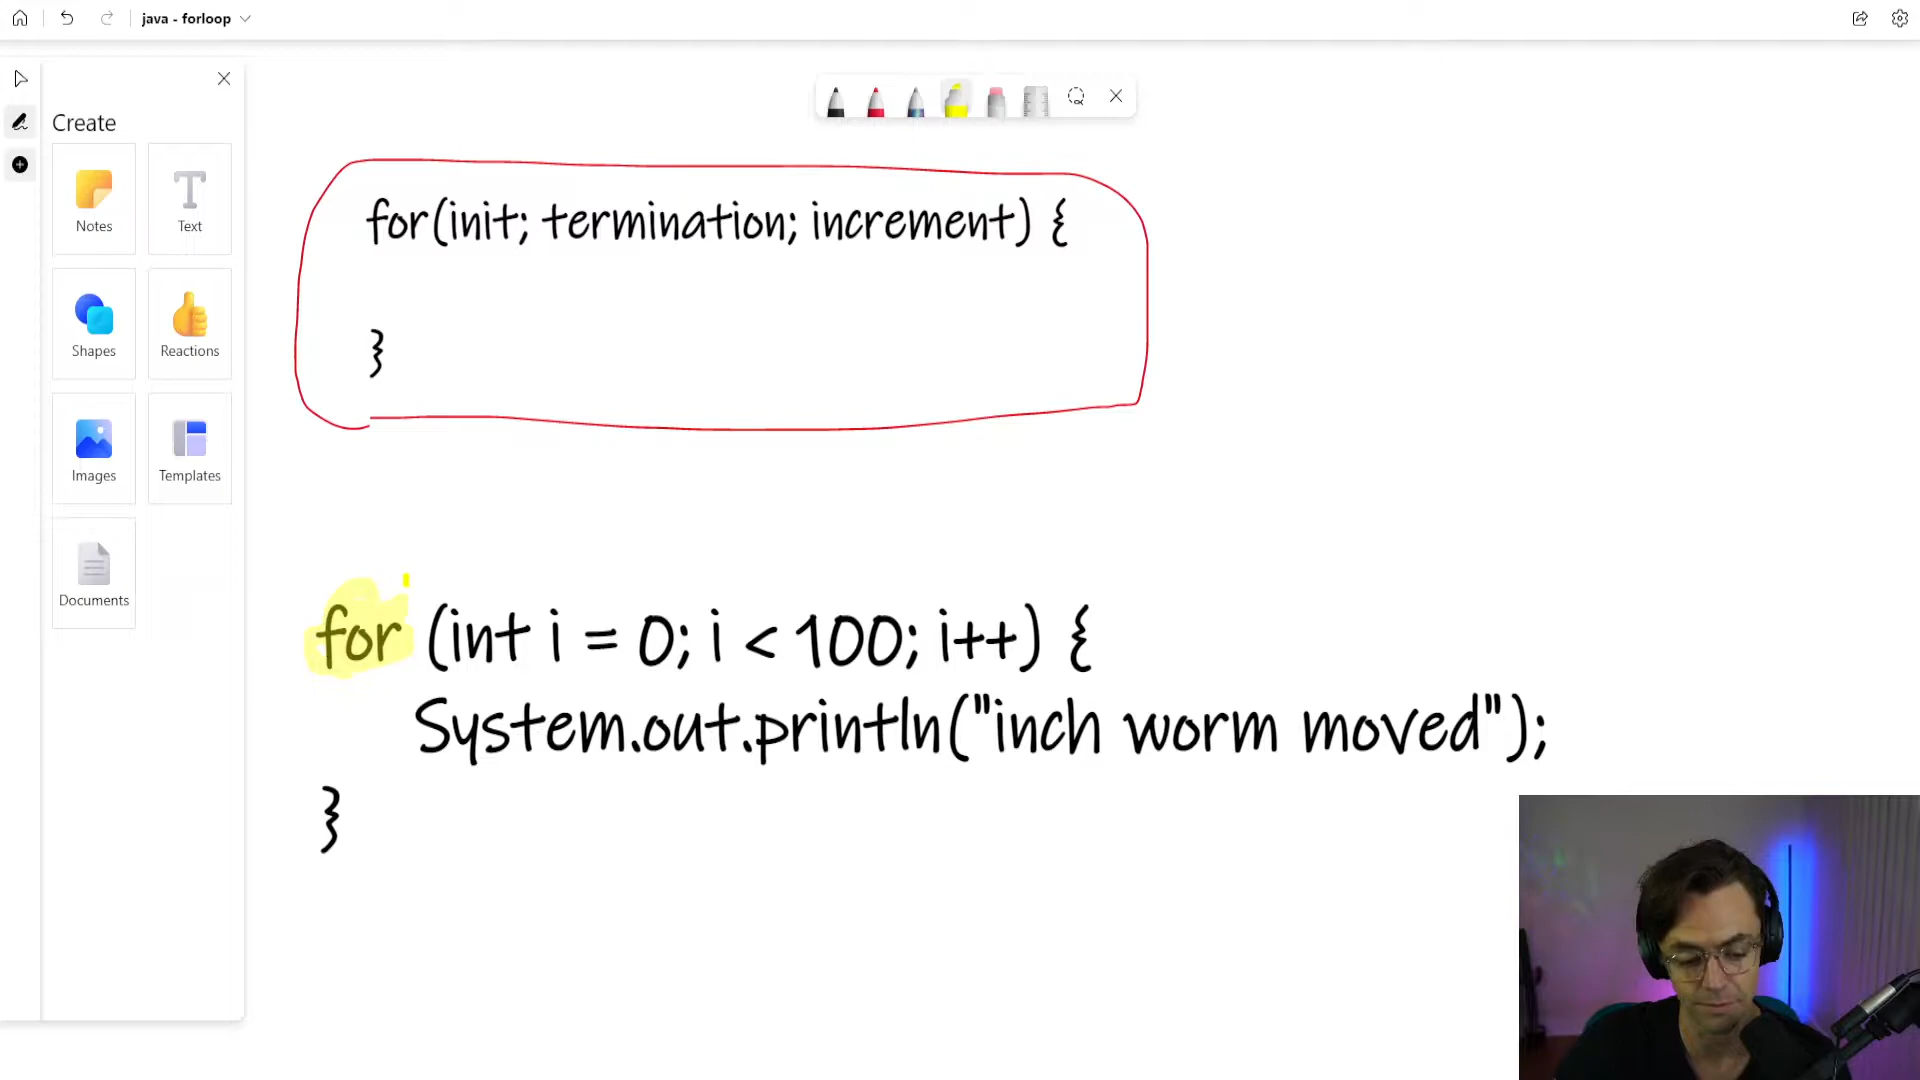 java - forloop
Create
Notes
Text
Shapes
Reactions
Images
Templates
Documents
for(init; termination; increment) {
}
for (int i = 0; i < 100; i++) {
System.out.println("inch worm moved");
}